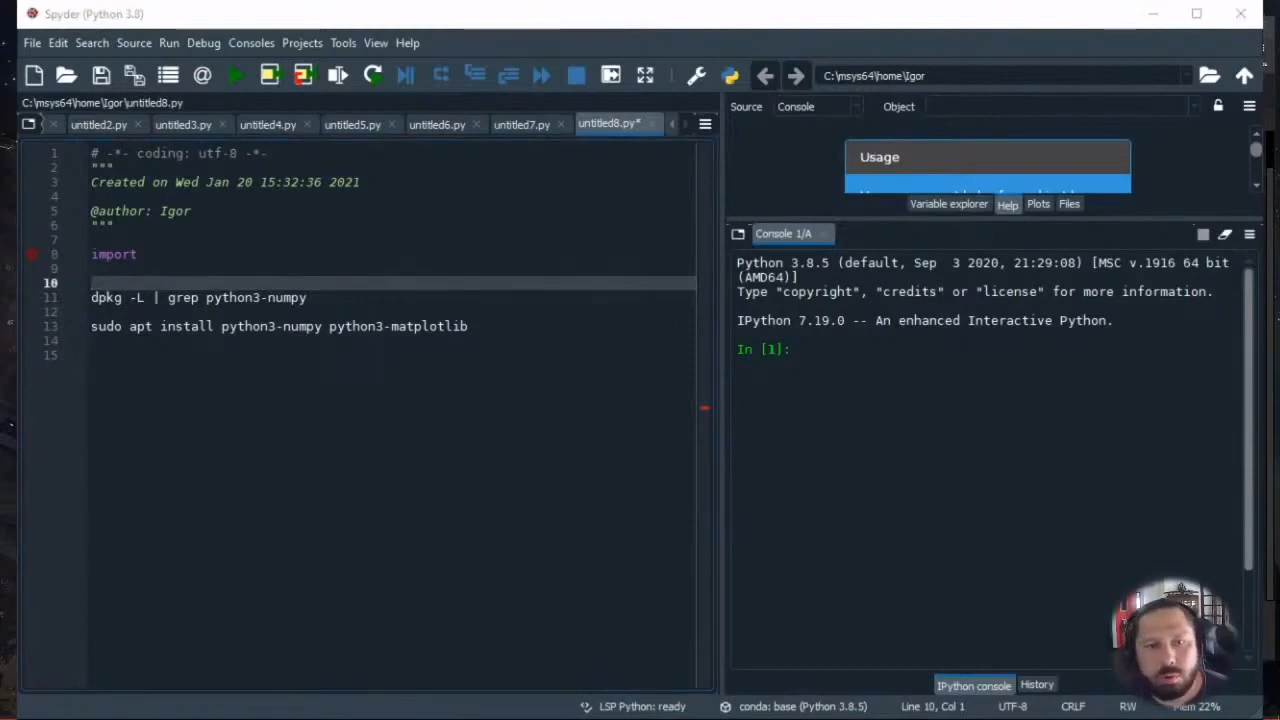 Spyder (Python 3.8)
File Edit Search Source Run Debug Consoles Projects Tools View Help
C:\msys64\home\Igor
C:\msys64\home\Igor\untitled8.py
Source Console Object
untitled2.py untitled3.py untitled4.py untitled5.py untitled6.py untitled7.py untitled8.py*
Usage
Variable explorer Help Plots Files
1 # -*- coding: utf-8 -*-
2 """
3 Created on Wed Jan 20 15:32:36 2021
4
5 @author: Igor
6 """
7
8 import
9
10
11 dpkg -L | grep python3-numpy
12
13 sudo apt install python3-numpy python3-matplotlib
14
15
Console 1/A
Python 3.8.5 (default, Sep  3 2020, 21:29:08) [MSC v.1916 64 bit
(AMD64)]
Type "copyright", "credits" or "license" for more information.
IPython 7.19.0 -- An enhanced Interactive Python.
In [1]:
IPython console History
LSP Python: ready conda: base (Python 3.8.5) Line 10, Col 1 UTF-8 CRLF RW Mem 22%